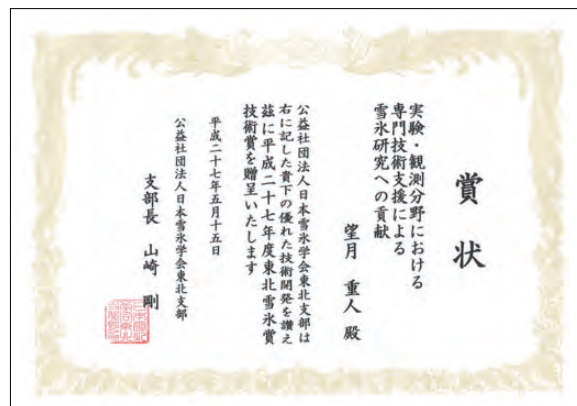 賞状
実験・観測分野における
専門技術支援による
雪氷研究への貢献
望月 重人 殿
公益社団法人日本雪氷学会東北支部は
右に記した貴下の優れた技術開発を讃え
茲に平成二十七年度東北雪氷賞
技術賞を贈呈いたします
平成二十七年五月十五日
公益社団法人日本雪氷学会東北支部
支部長 山崎 剛